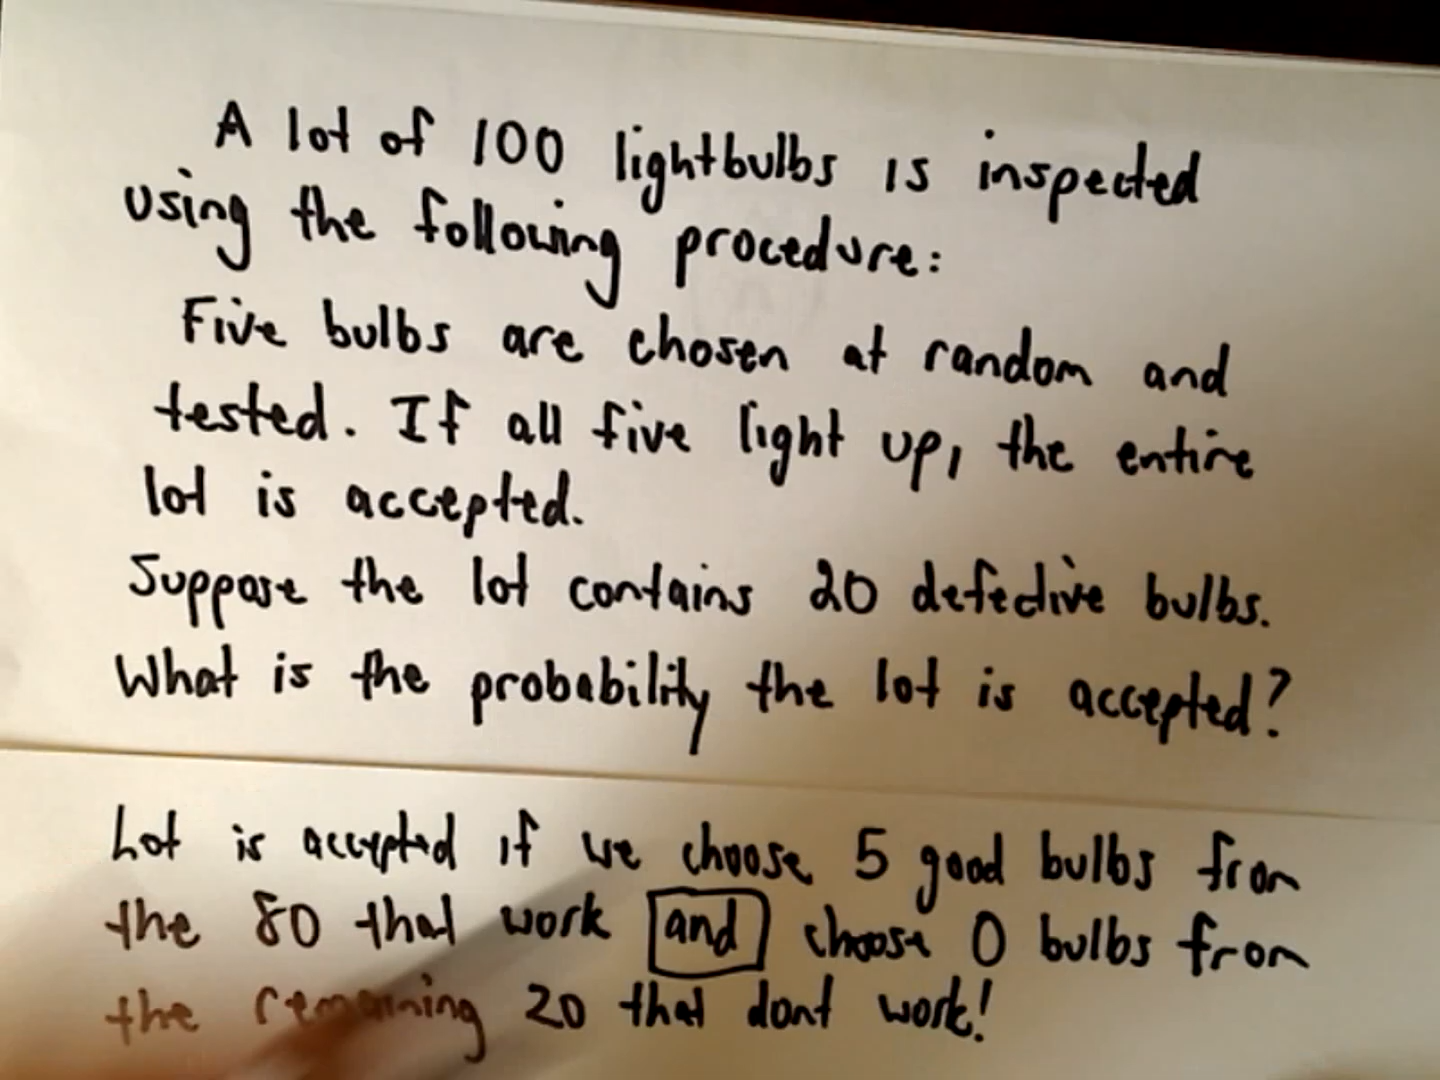 A lot of 100 lightbulbs is inspected
using the following procedure:
Five bulbs are chosen at random and
tested. If all five light up, the entire
lot is accepted.
Suppose the lot contains 20 defective bulbs.
What is the probability the lot is accepted?
Lot is accepted if we choose 5 good bulbs from
the 80 that work and choose 0 bulbs from
the remaining 20 that dont work!